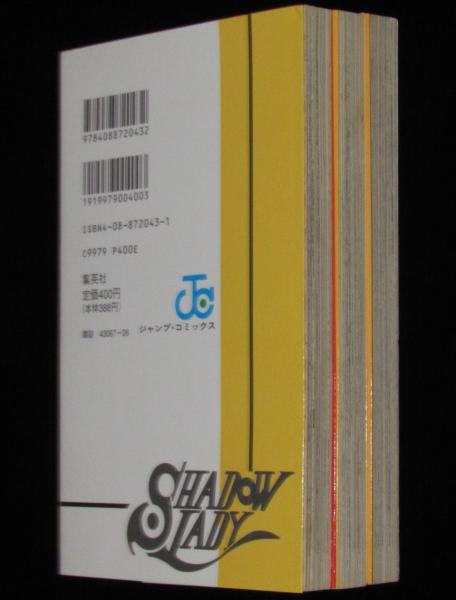 9784088720432
1919979004003
ISBN4-08-872043-1
C9979 P400E
集英社
定価400円
(本体388円)
雑誌 43067-26
JC
ジャンプ・コミックス
SHADOW
LADY